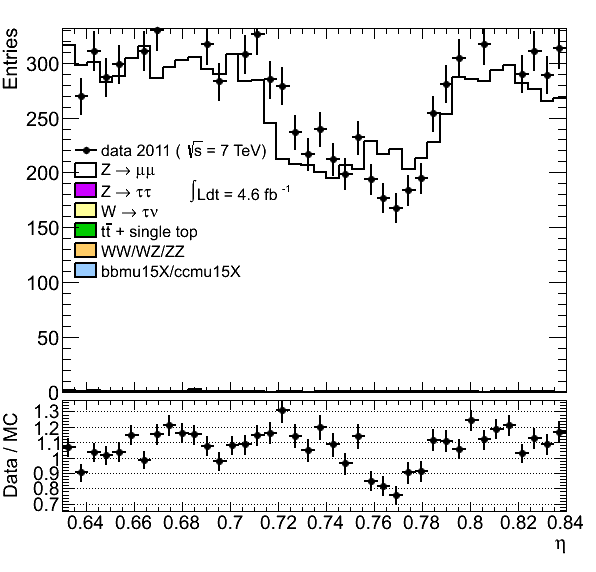 Entries
300
250
200
150
100
50
0
data 2011 ( √s = 7 TeV)
Z → μμ
Z → ττ
∫Ldt = 4.6 fb⁻¹
W → τν
tt̄ + single top
WW/WZ/ZZ
bbmu15X/ccmu15X
Data / MC
1.3
1.2
1.1
1
0.9
0.8
0.7
0.64 0.66 0.68 0.7 0.72 0.74 0.76 0.78 0.8 0.82 0.84
η